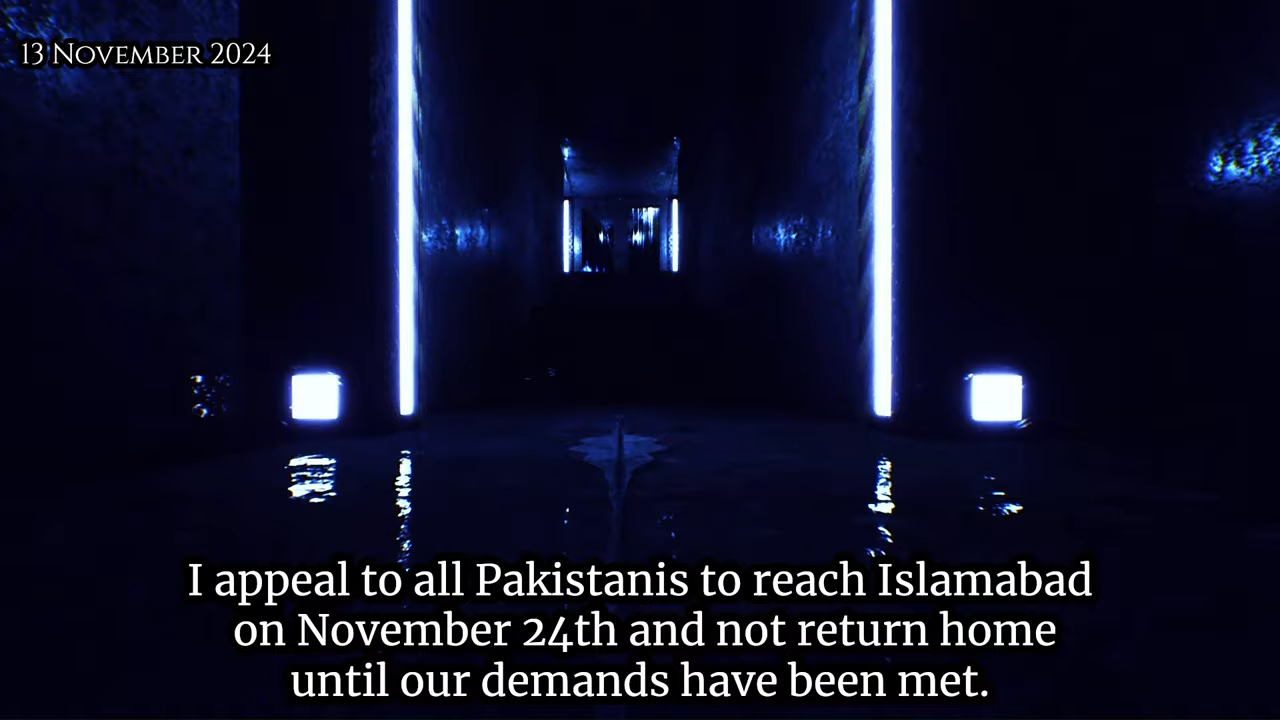 13 November 2024
I appeal to all Pakistanis to reach Islamabad
on November 24th and not return home
until our demands have been met.